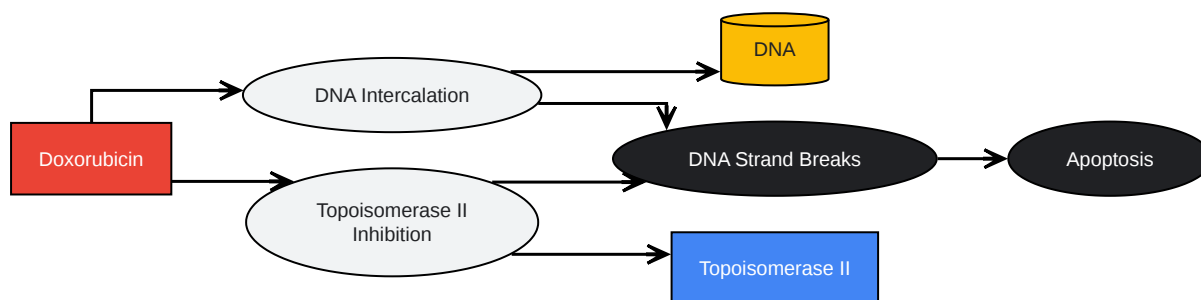 DNA
DNA Intercalation
Doxorubicin
DNA Strand Breaks
Apoptosis
Topoisomerase II
Inhibition
Topoisomerase II